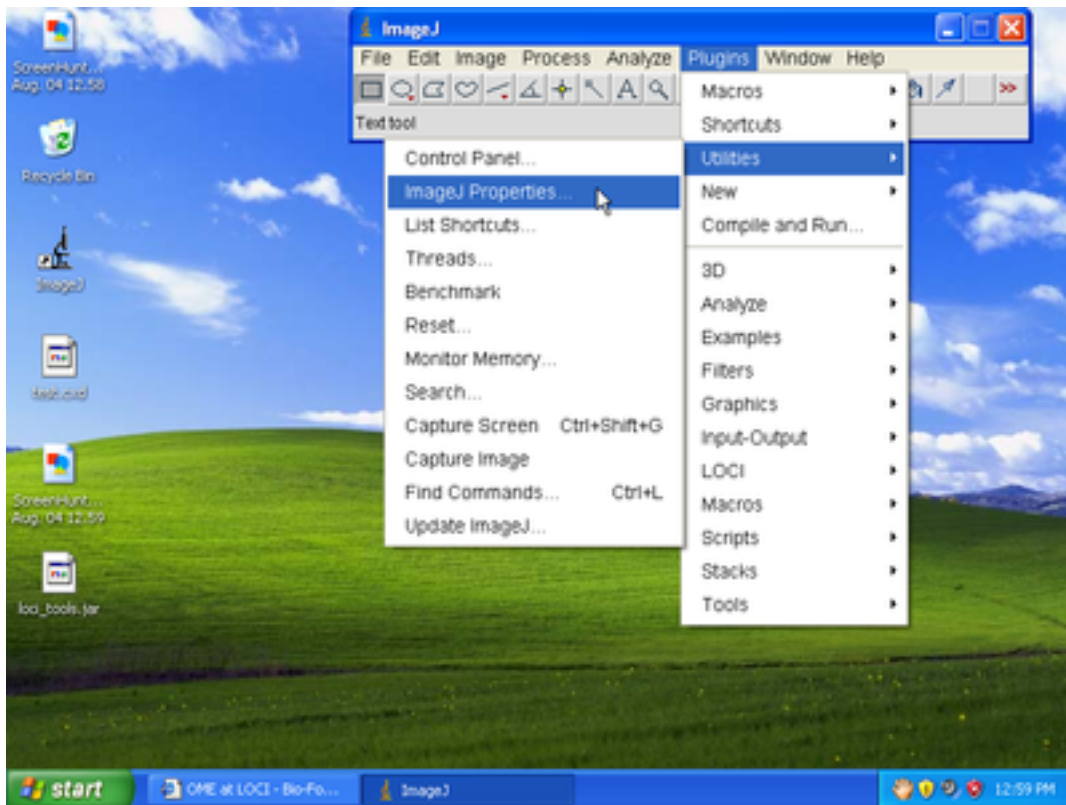 ScreenHunt...
Aug. 04 12.58
Recycle Bin
ImageJ
test.cxd
ScreenHunt...
Aug. 04 12.59
loci_tools.jar
ImageJ
File Edit Image Process Analyze Plugins Window Help
A
>>
Text tool
Macros
Shortcuts
Utilities
New
Compile and Run...
3D
Analyze
Examples
Filters
Graphics
Input-Output
LOCI
Macros
Scripts
Stacks
Tools
Control Panel...
ImageJ Properties...
List Shortcuts...
Threads...
Benchmark
Reset...
Monitor Memory...
Search...
Capture Screen Ctrl+Shift+G
Capture Image
Find Commands... Ctrl+L
Update ImageJ...
start
OME at LOCI - Bio-Fo...
ImageJ
12:59 PM